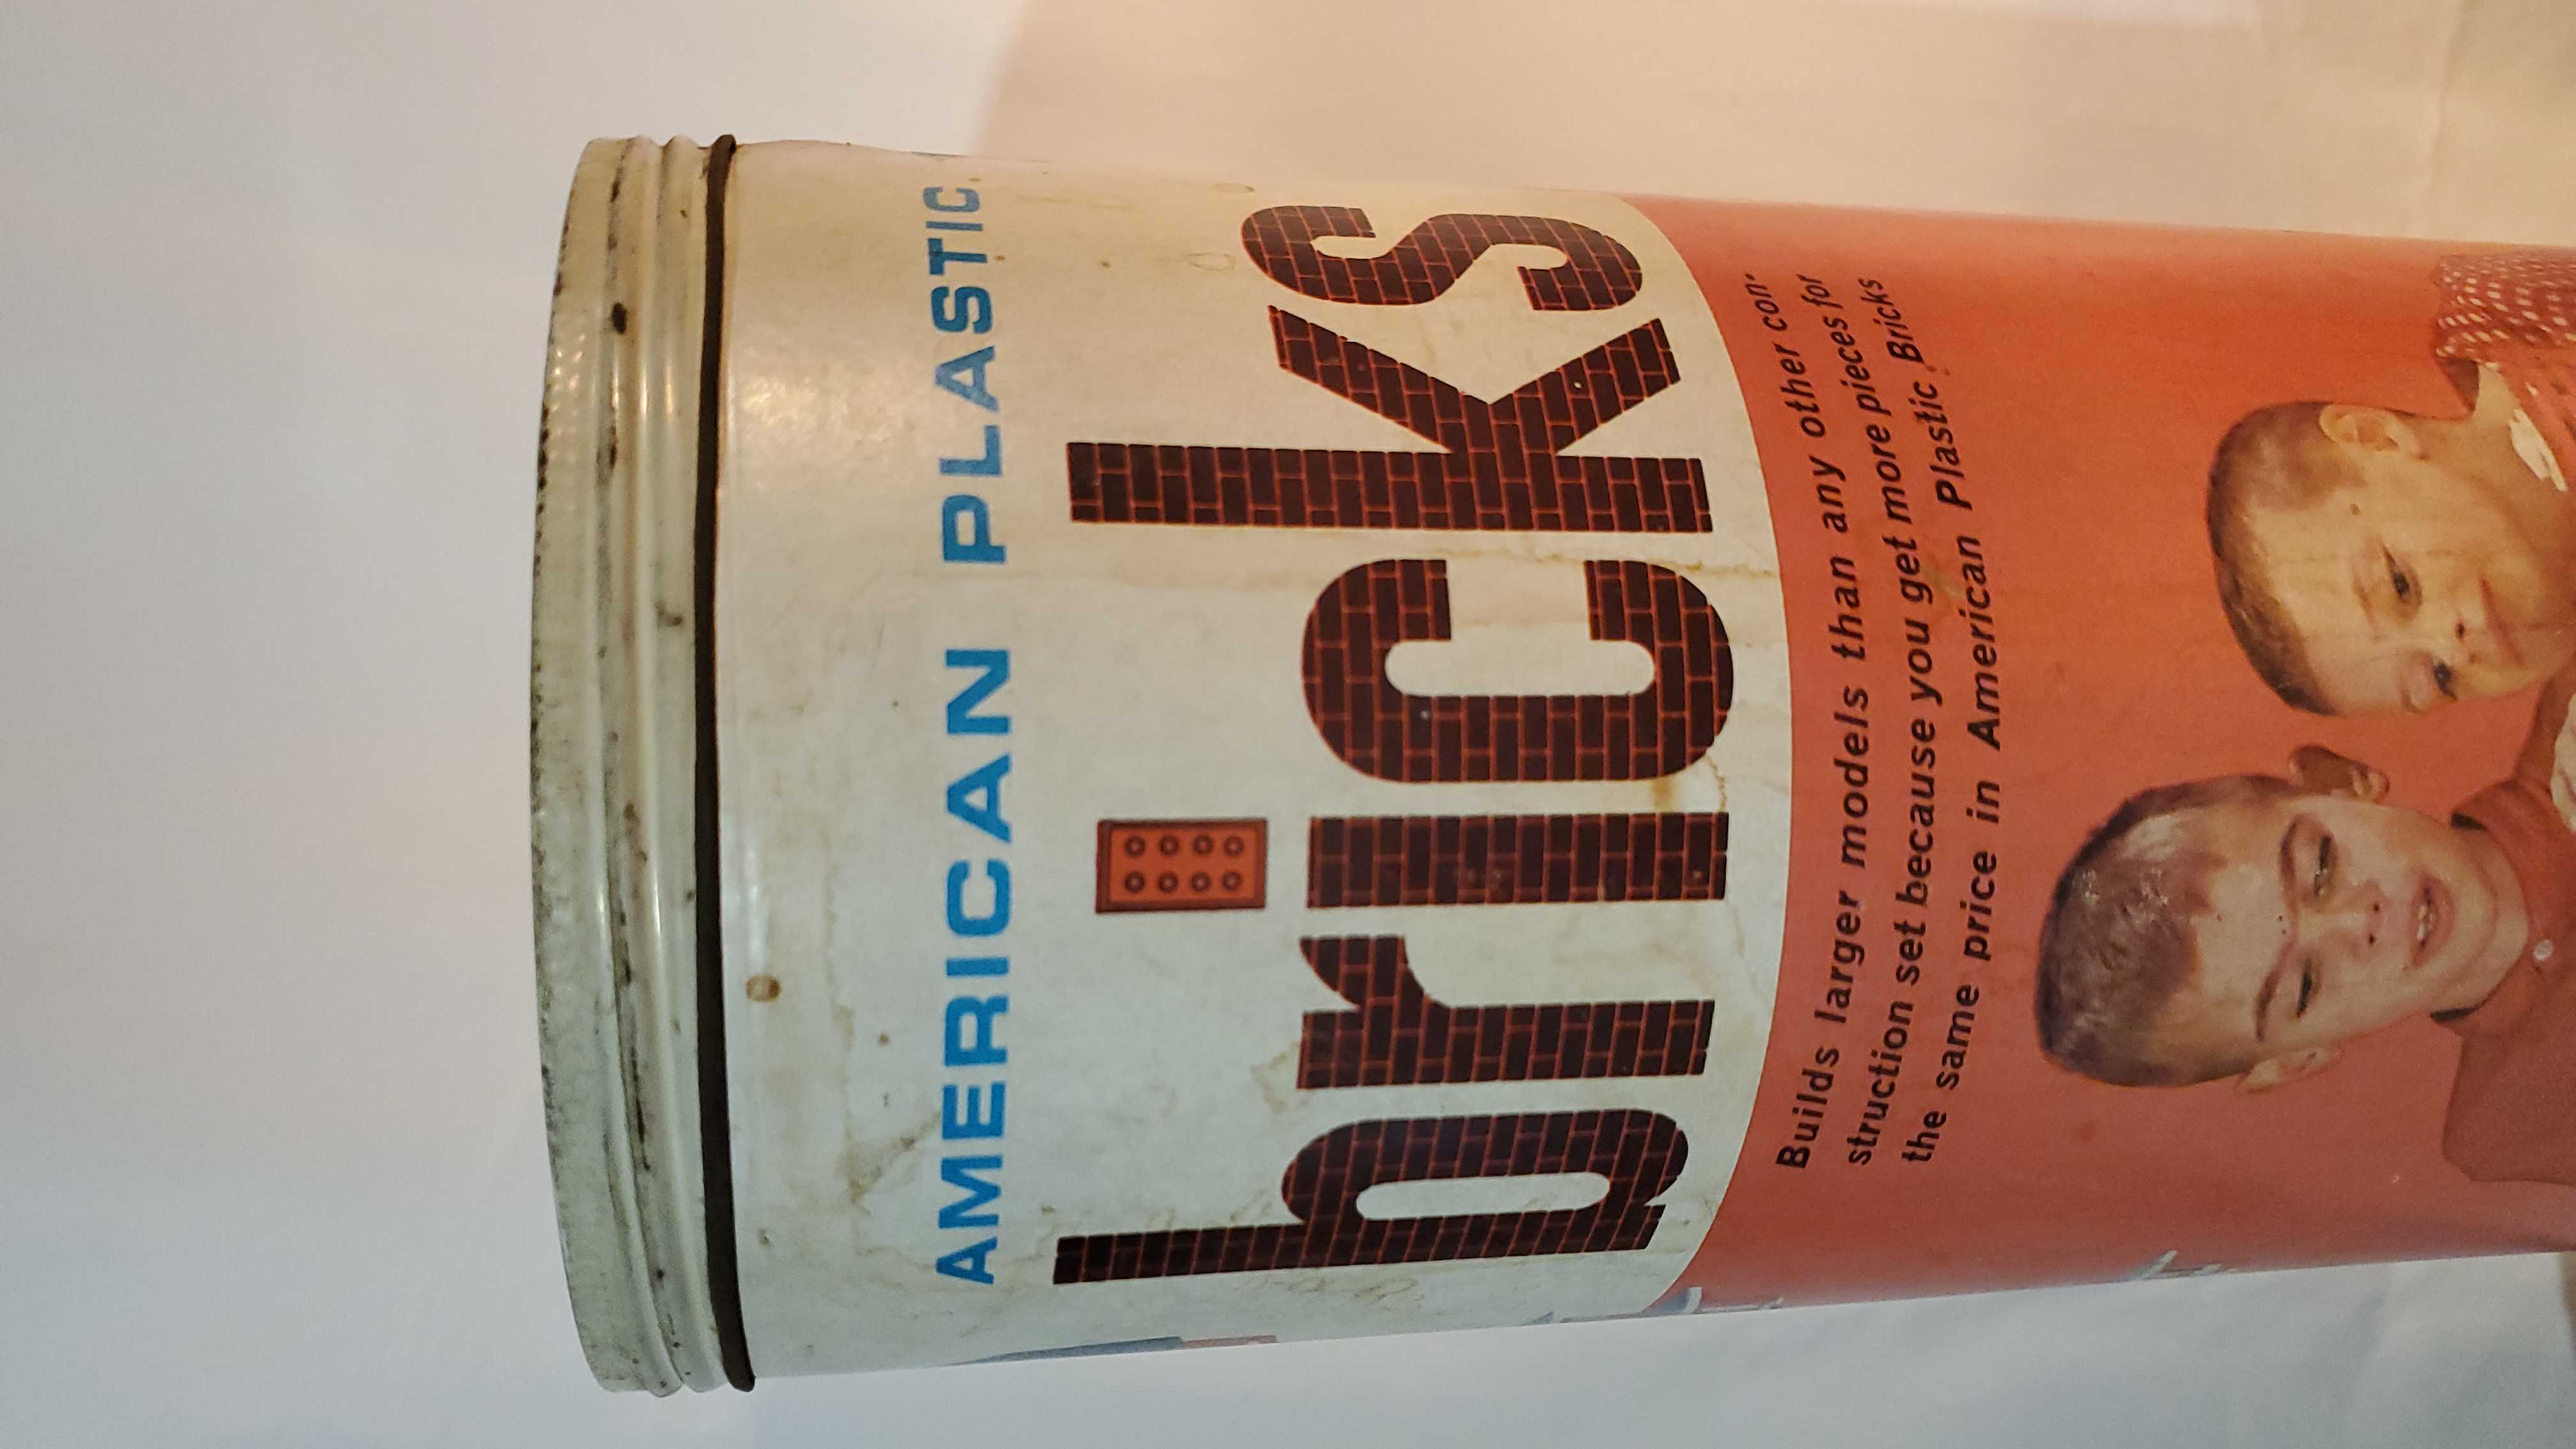 AMERICAN PLASTIC
bricks
Builds larger models than any other con-
struction set because you get more pieces for
the same price in American Plastic Bricks